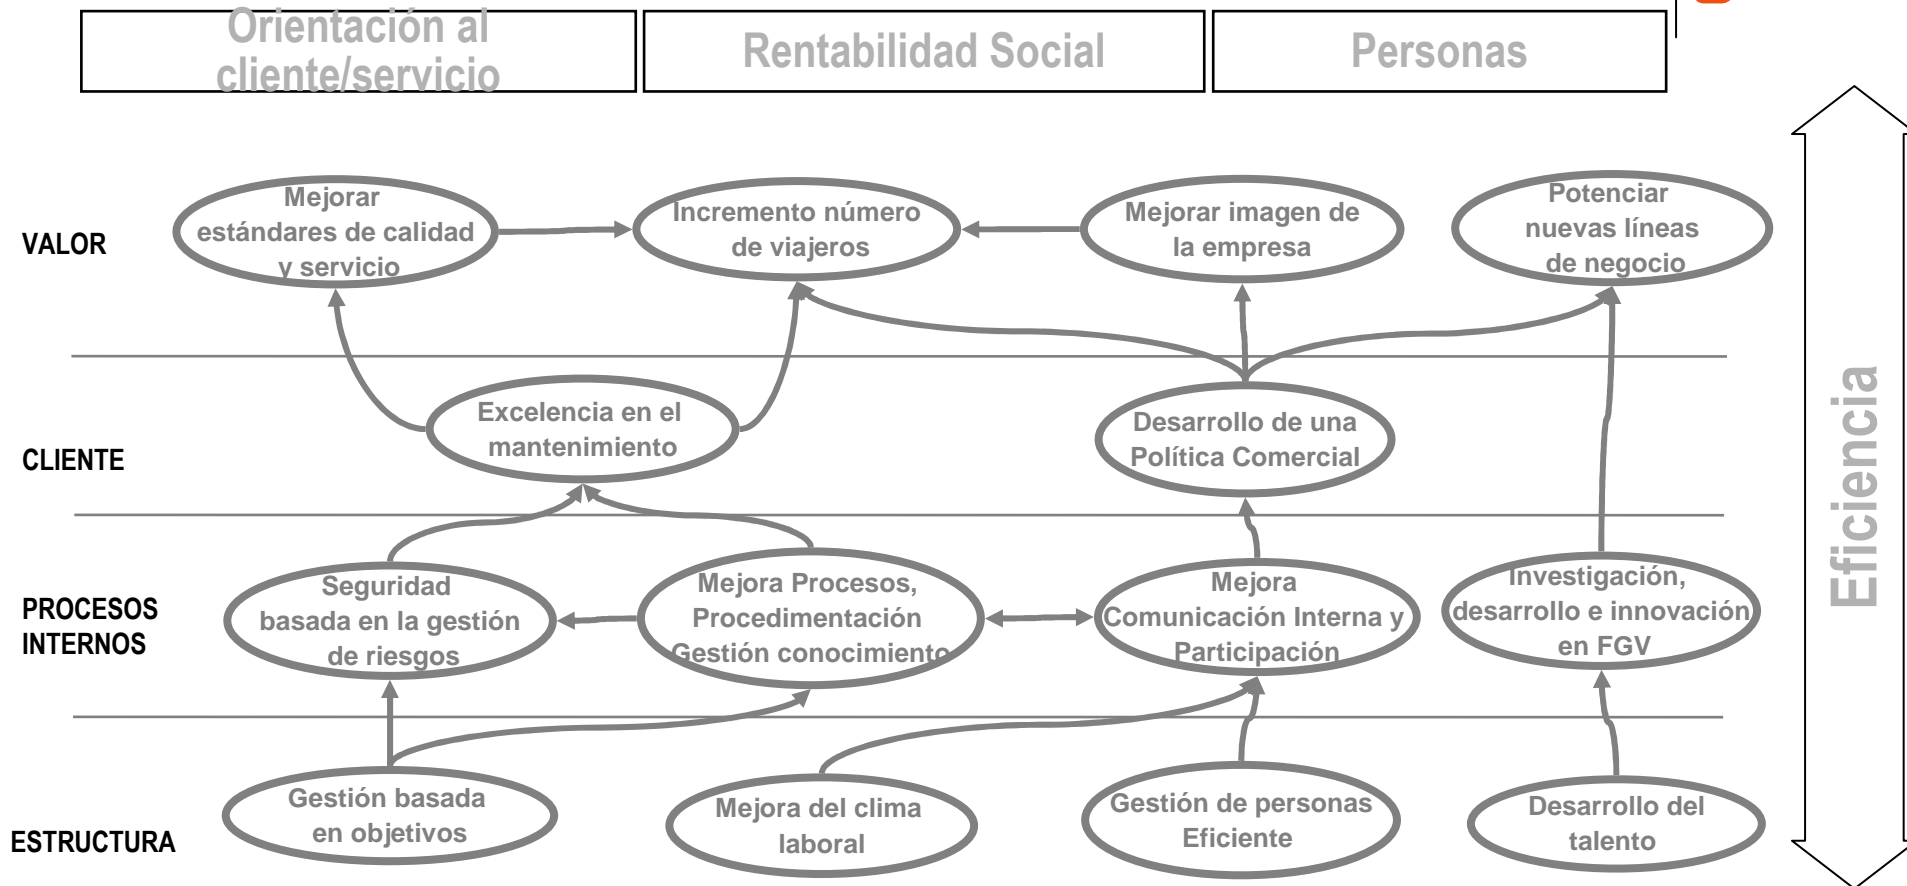 Orientación al
cliente/servicio
Rentabilidad Social
Personas
VALOR
Mejorar
estándares de calidad
y servicio
Incremento número
de viajeros
Mejorar imagen de
la empresa
Potenciar
nuevas líneas
de negocio
CLIENTE
Excelencia en el
mantenimiento
Desarrollo de una
Política Comercial
PROCESOS
INTERNOS
Seguridad
basada en la gestión
de riesgos
Mejora Procesos,
Procedimentación
Gestión conocimiento
Mejora
Comunicación Interna y
Participación
Investigación,
desarrollo e innovación
en FGV
ESTRUCTURA
Gestión basada
en objetivos
Mejora del clima
laboral
Gestión de personas
Eficiente
Desarrollo del
talento
Eficiencia